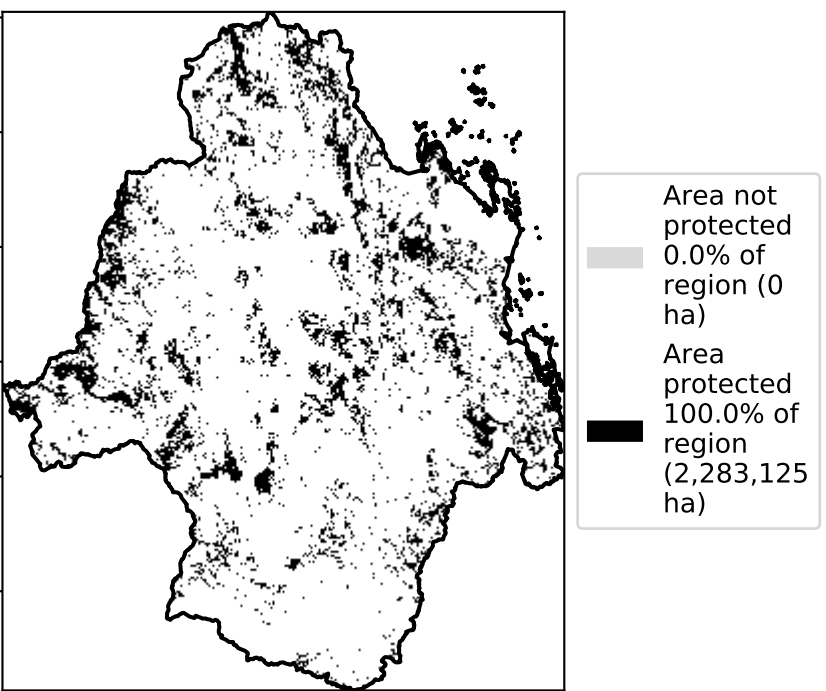 Area not
protected
0.0% of
region (0
ha)
Area
protected
100.0% of
region
(2,283,125
ha)